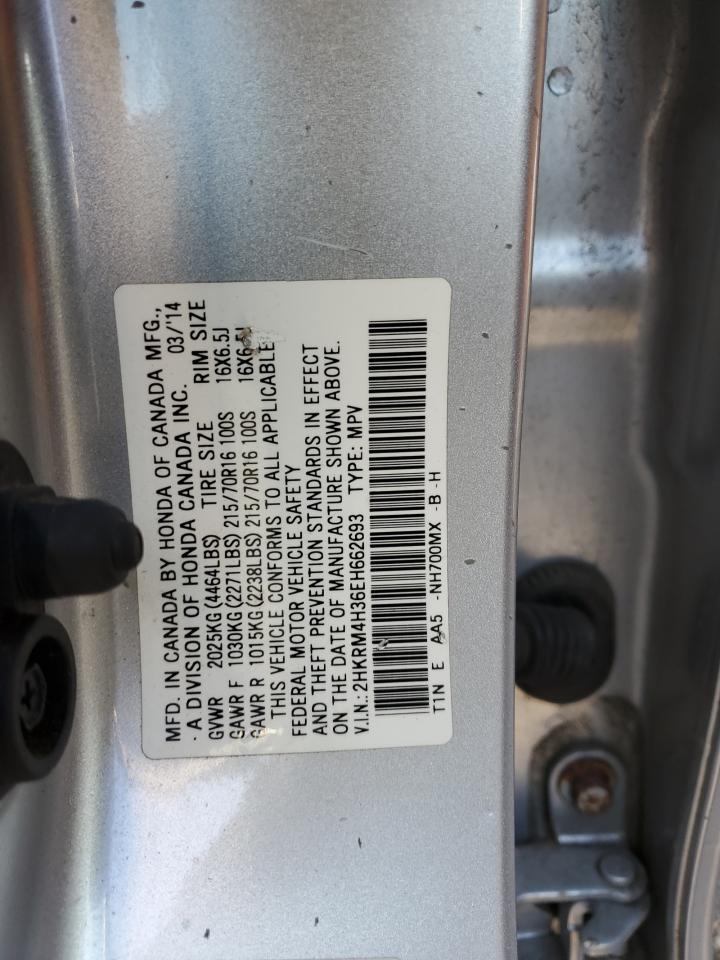 MFD. IN CANADA BY HONDA OF CANADA MFG.,
· A DIVISION OF HONDA CANADA INC. 03/'14
GVWR 2025KG(4464LBS) TIRE SIZE RIM SIZE
GAWR F 1030KG(2271LBS) 215/70R16 100S 16X6.5J
GAWR R 1015KG(2238LBS) 215/70R16 100S 16X6.5J
THIS VEHICLE CONFORMS TO ALL APPLICABLE
FEDERAL MOTOR VEHICLE SAFETY
AND THEFT PREVENTION STANDARDS IN EFFECT
ON THE DATE OF MANUFACTURE SHOWN ABOVE.
V.I.N.: 2HKRM4H36EH662693 TYPE: MPV
T1N E AA5 -NH700MX -B -H